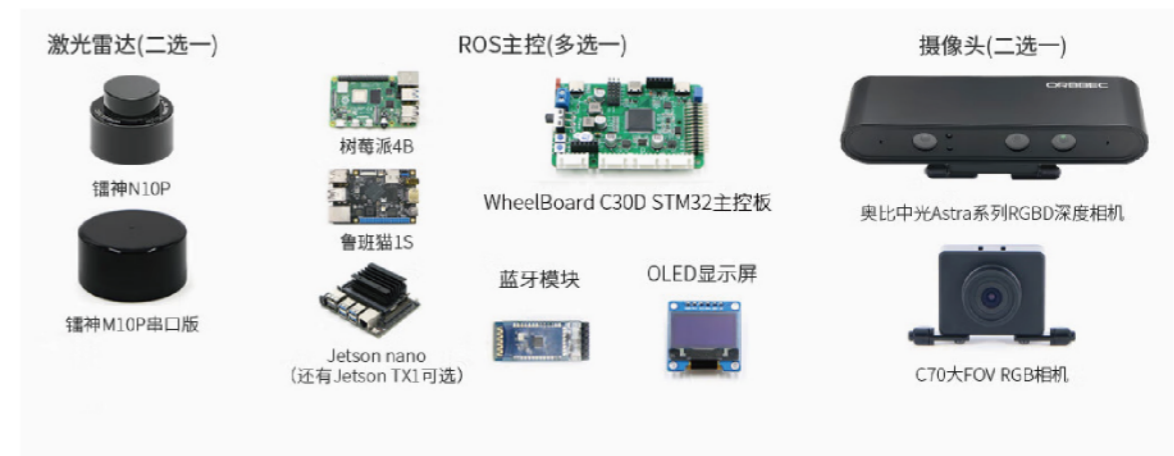 激光雷达(二选一)
镭神N10P
镭神M10P串口版
ROS主控(多选一)
树莓派4B
鲁班猫1S
Jetson nano
（还有Jetson TX1可选）
WheelBoard C30D STM32主控板
蓝牙模块
OLED显示屏
摄像头(二选一)
ORBBEC
奥比中光Astra系列RGBD深度相机
C70大FOV RGB相机